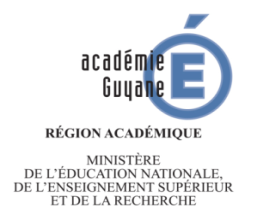 académie
Guyane
E
RÉGION ACADÉMIQUE
MINISTÈRE
DE L'ÉDUCATION NATIONALE,
DE L'ENSEIGNEMENT SUPÉRIEUR
ET DE LA RECHERCHE